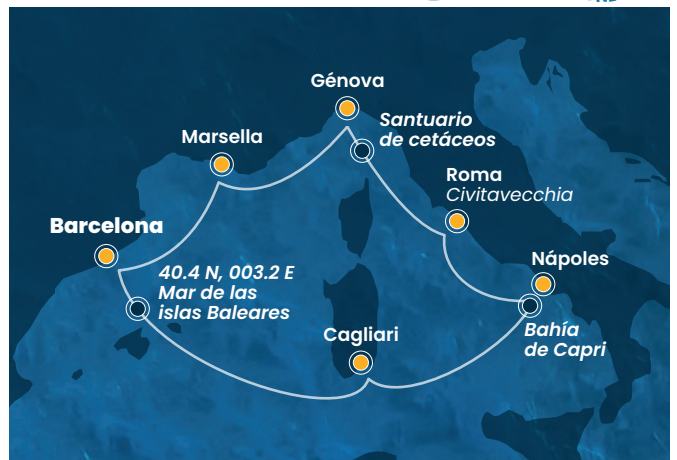 Génova
Santuario
de cetáceos
Marsella
Roma
Civitavecchia
Barcelona
Nápoles
40.4 N, 003.2 E
Mar de las
islas Baleares
Cagliari
Bahía
de Capri